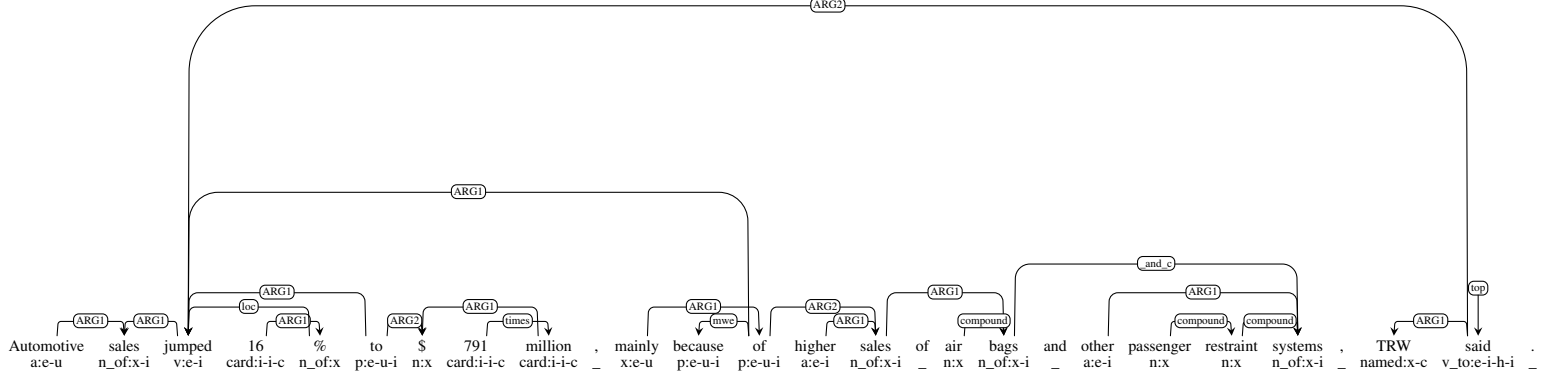 ARG2
ARG1
_and_c
top
ARG1 loc ARG1 ARG1 ARG2 ARG1 ARG1
ARG1 ARG1 ARG1 ARG2 times mwe ARG1 compound compound compound ARG1
Automotive sales jumped 16 % to $ 791 million , mainly because of higher sales of air bags and other passenger restraint systems , TRW said .
a:e-u n_of:x-i v:e-i card:i-i-c n_of:x p:e-u-i n:x card:i-i-c card:i-i-c _ x:e-u p:e-u-i p:e-u-i a:e-i n_of:x-i _ n:x n_of:x-i _ a:e-i n:x n:x n_of:x-i _ named:x-c v_to:e-i-h-i _